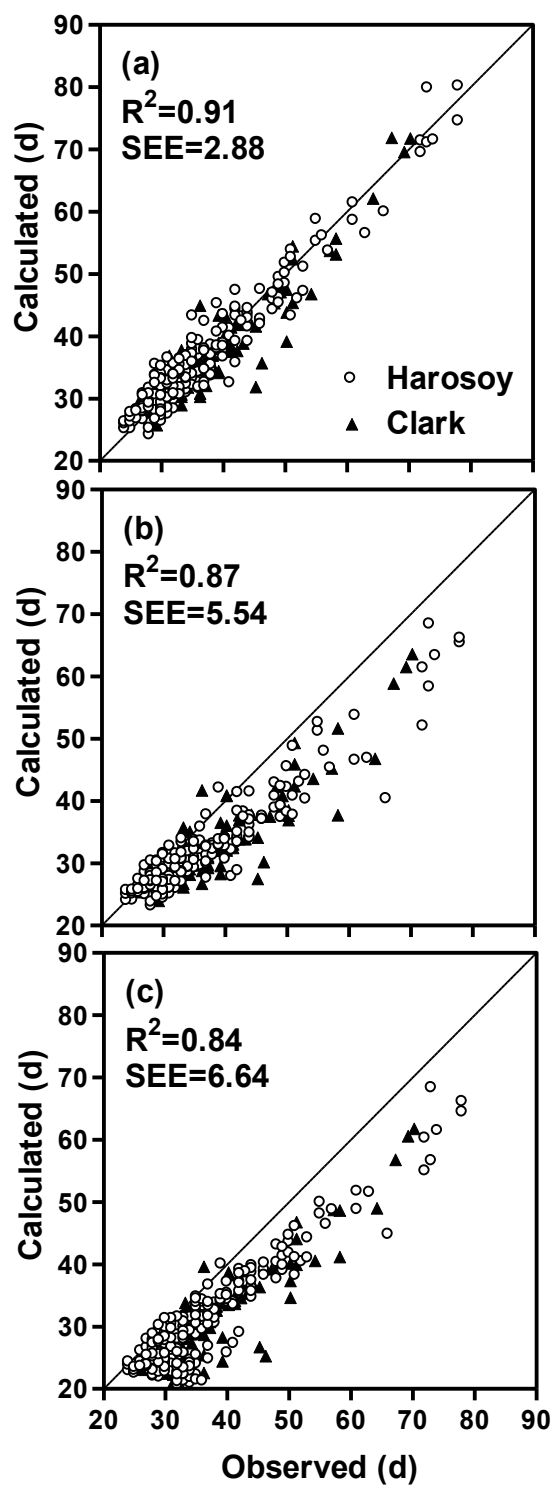 90
(a)
80
R²=0.91
SEE=2.88
70
60
50
Calculated (d)
40
Harosoy
30
Clark
20
90
(b)
80
R²=0.87
SEE=5.54
70
60
50
Calculated (d)
40
30
20
90
(c)
80
R²=0.84
SEE=6.64
70
60
50
Calculated (d)
40
30
20
20 30 40 50 60 70 80 90
Observed (d)